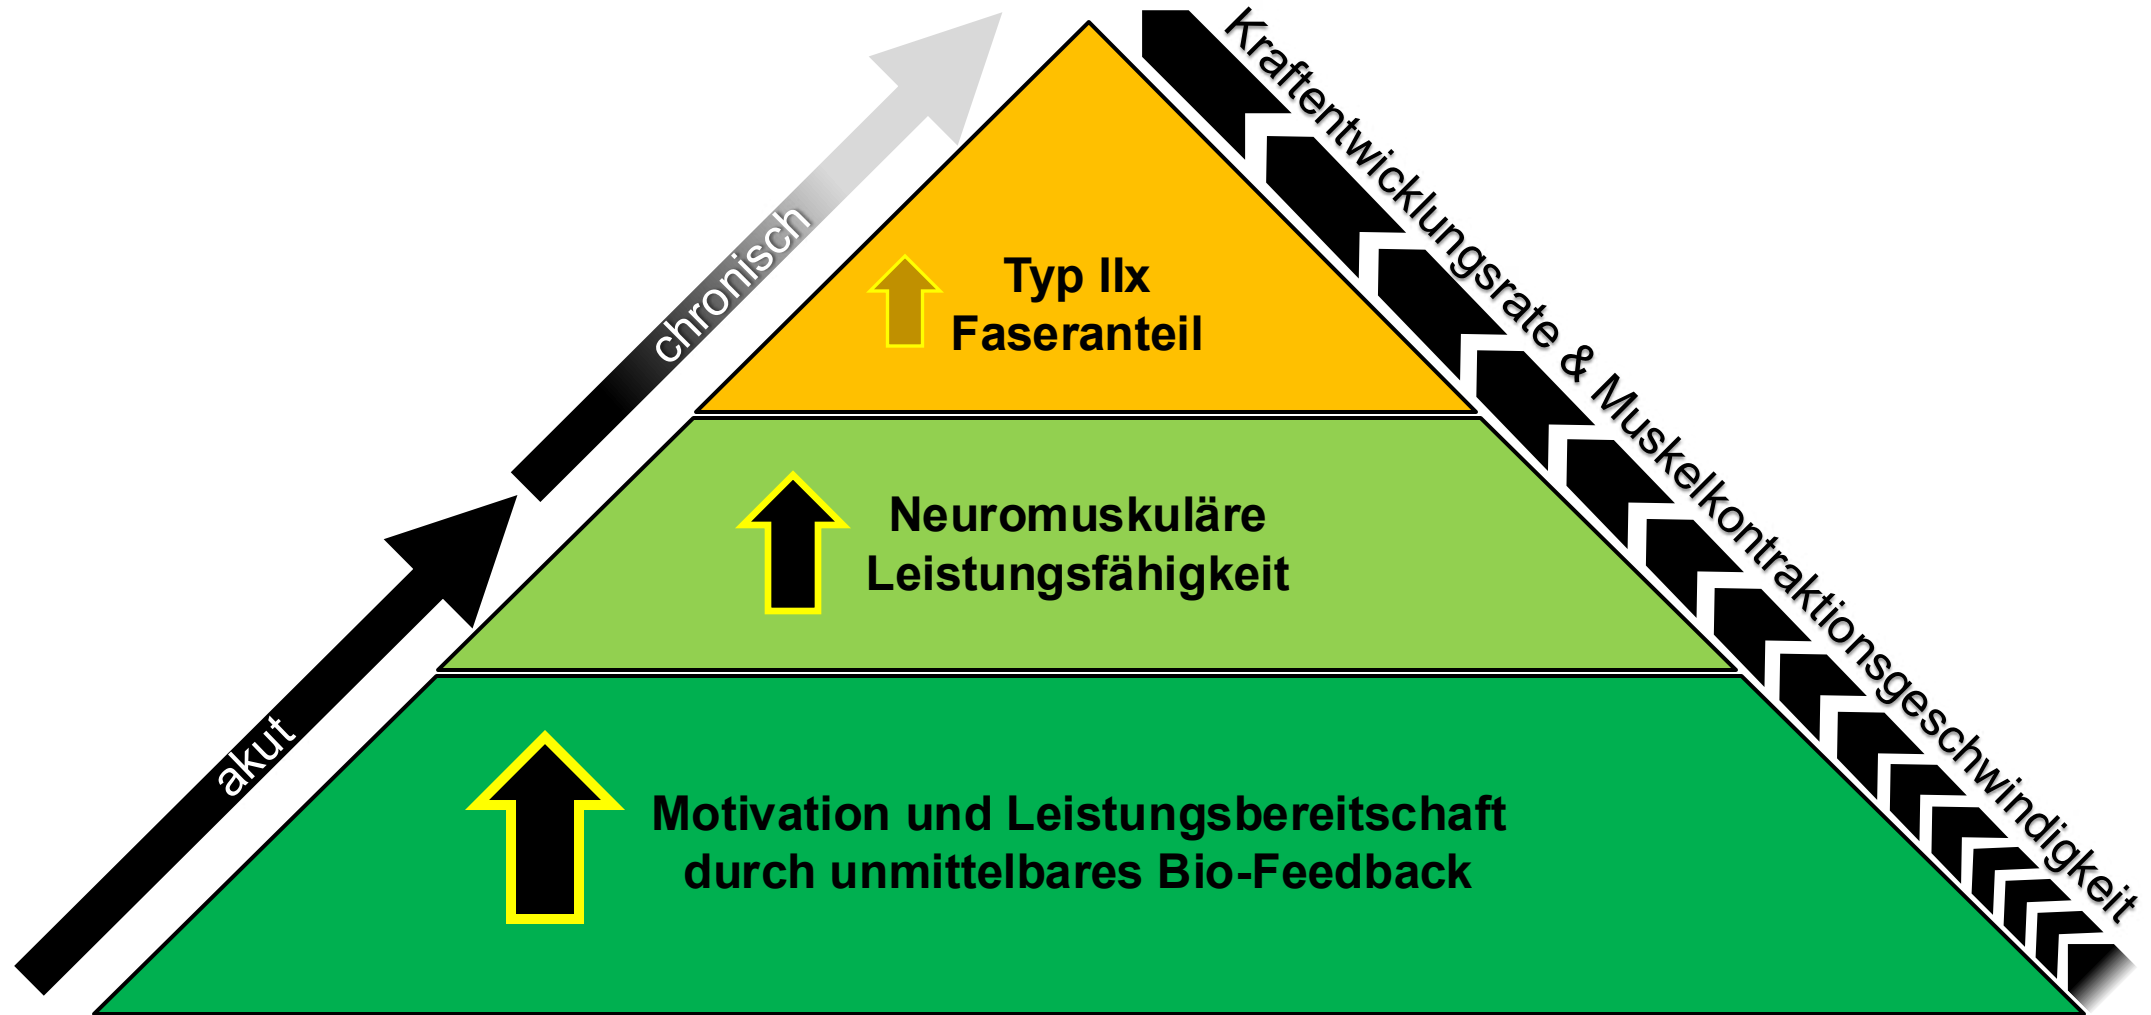 Kraftentwicklungsrate & Muskelkontraktionsgeschwindigkeit
chronisch
akut
Typ IIx
Faseranteil
Neuromuskuläre
Leistungsfähigkeit
Motivation und Leistungsbereitschaft
durch unmittelbares Bio-Feedback